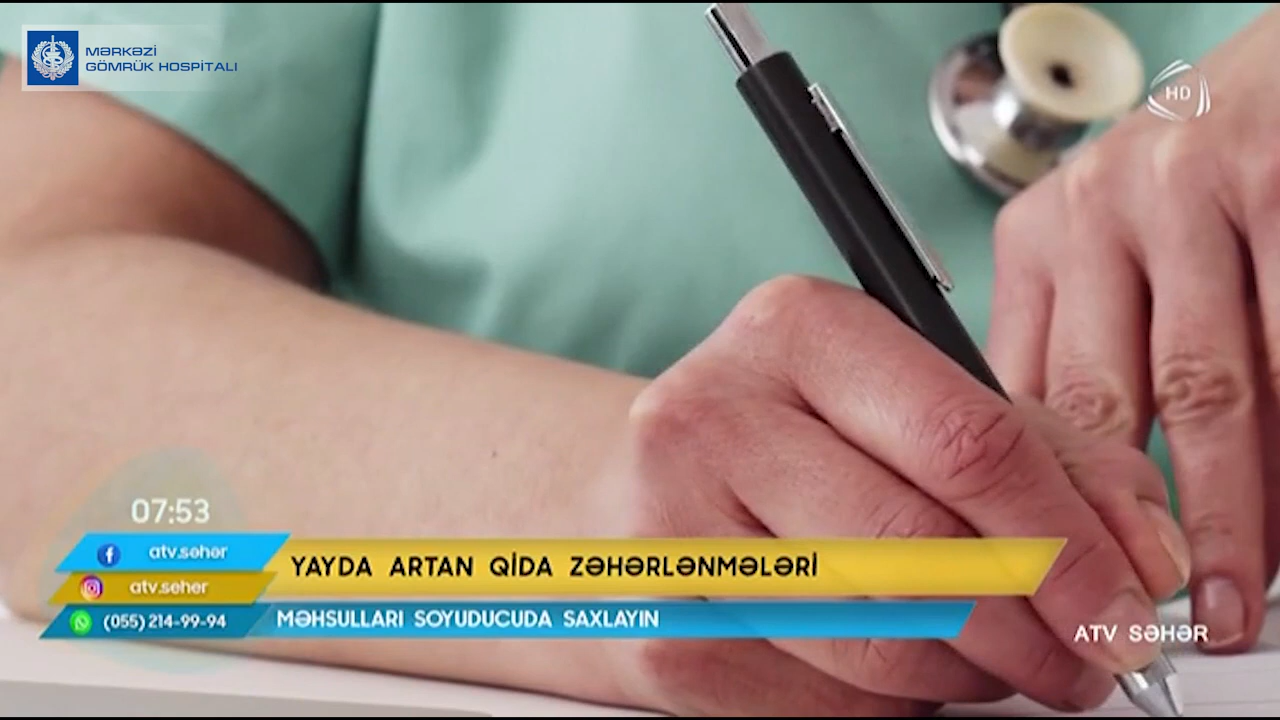 MƏRKƏZİ
GÖMRÜK HOSPİTALI
HD
07:53
atv.səhər
YAYDA ARTAN QİDA ZƏHƏRLƏNMƏLƏRİ
atv.seher
(055) 214-99-94
MƏHSULLARI SOYUDUCUDA SAXLAYIN
ATV SƏHƏR